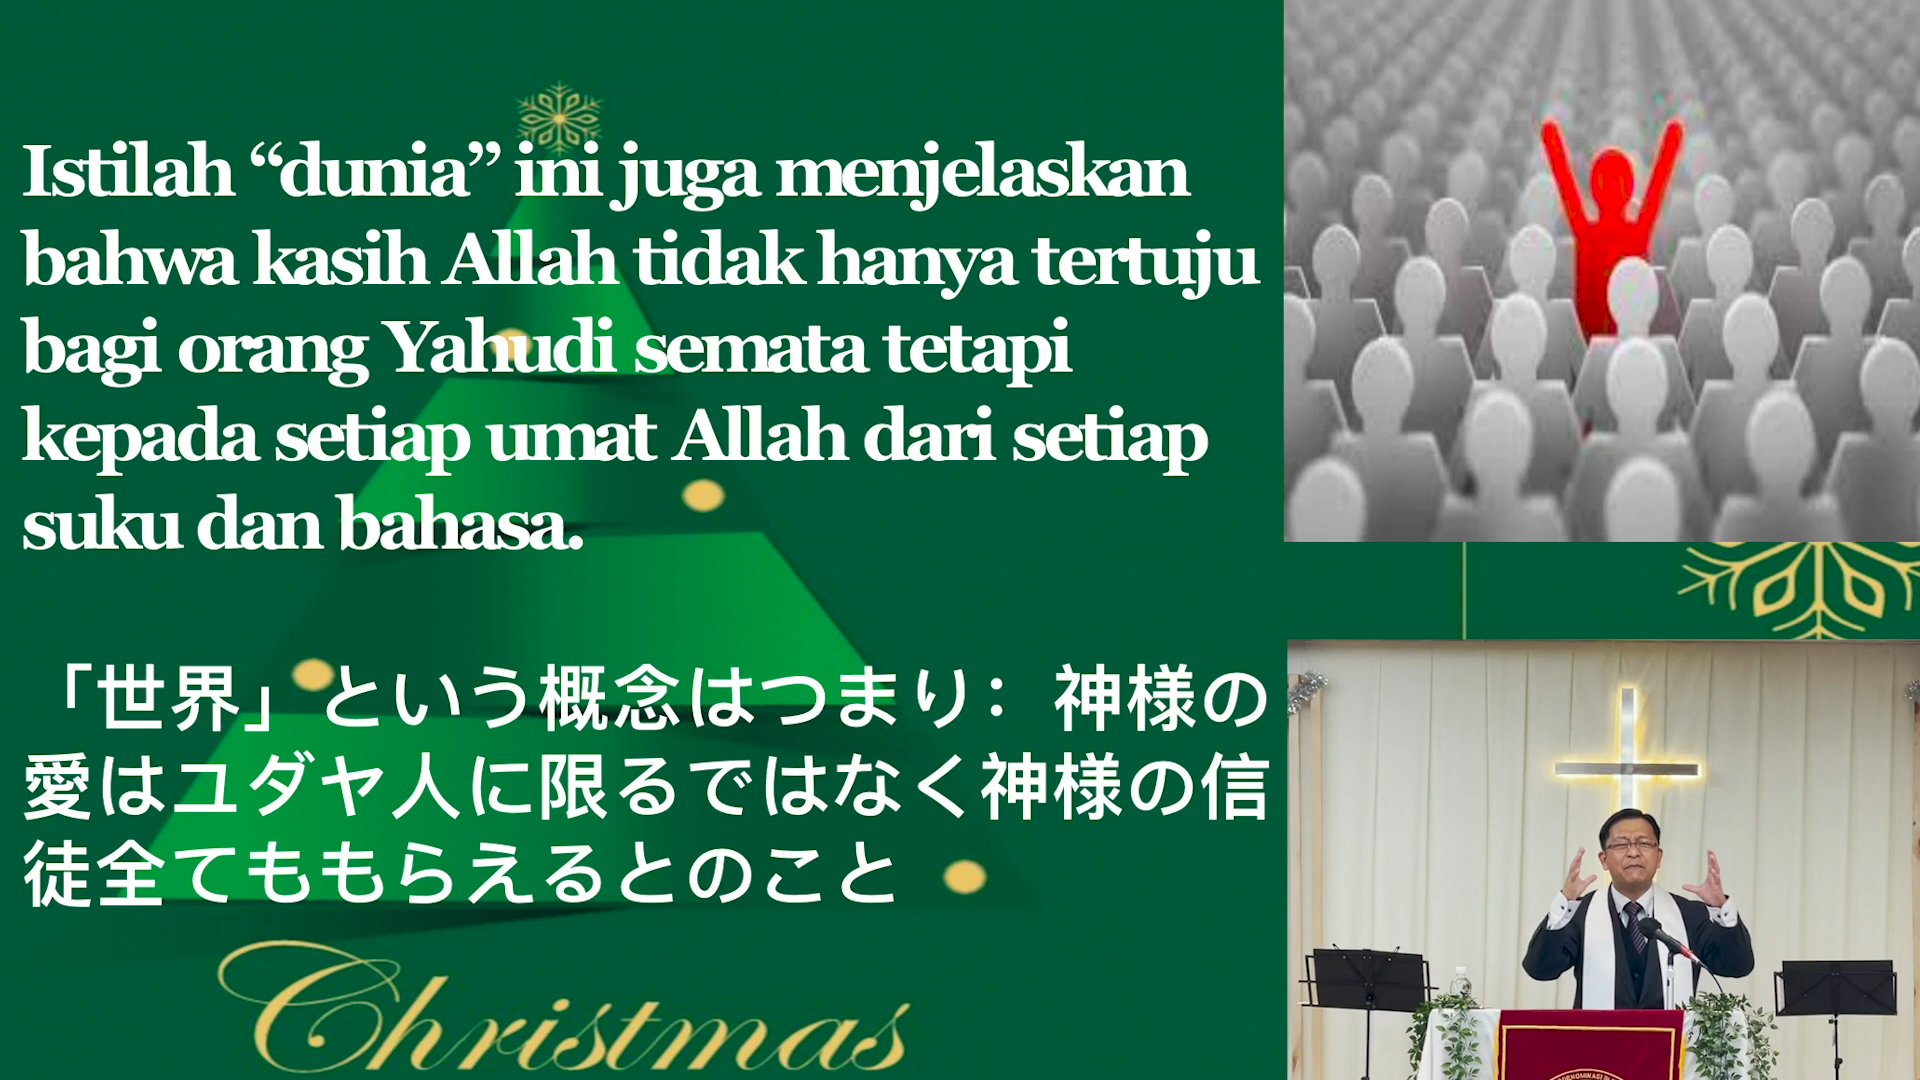 Istilah “dunia” ini juga menjelaskan
bahwa kasih Allah tidak hanya tertuju
bagi orang Yahudi semata tetapi
kepada setiap umat Allah dari setiap
suku dan bahasa.
「世界」という概念はつまり：神様の
愛はユダヤ人に限るではなく神様の信
徒全てももらえるとのこと
Christmas